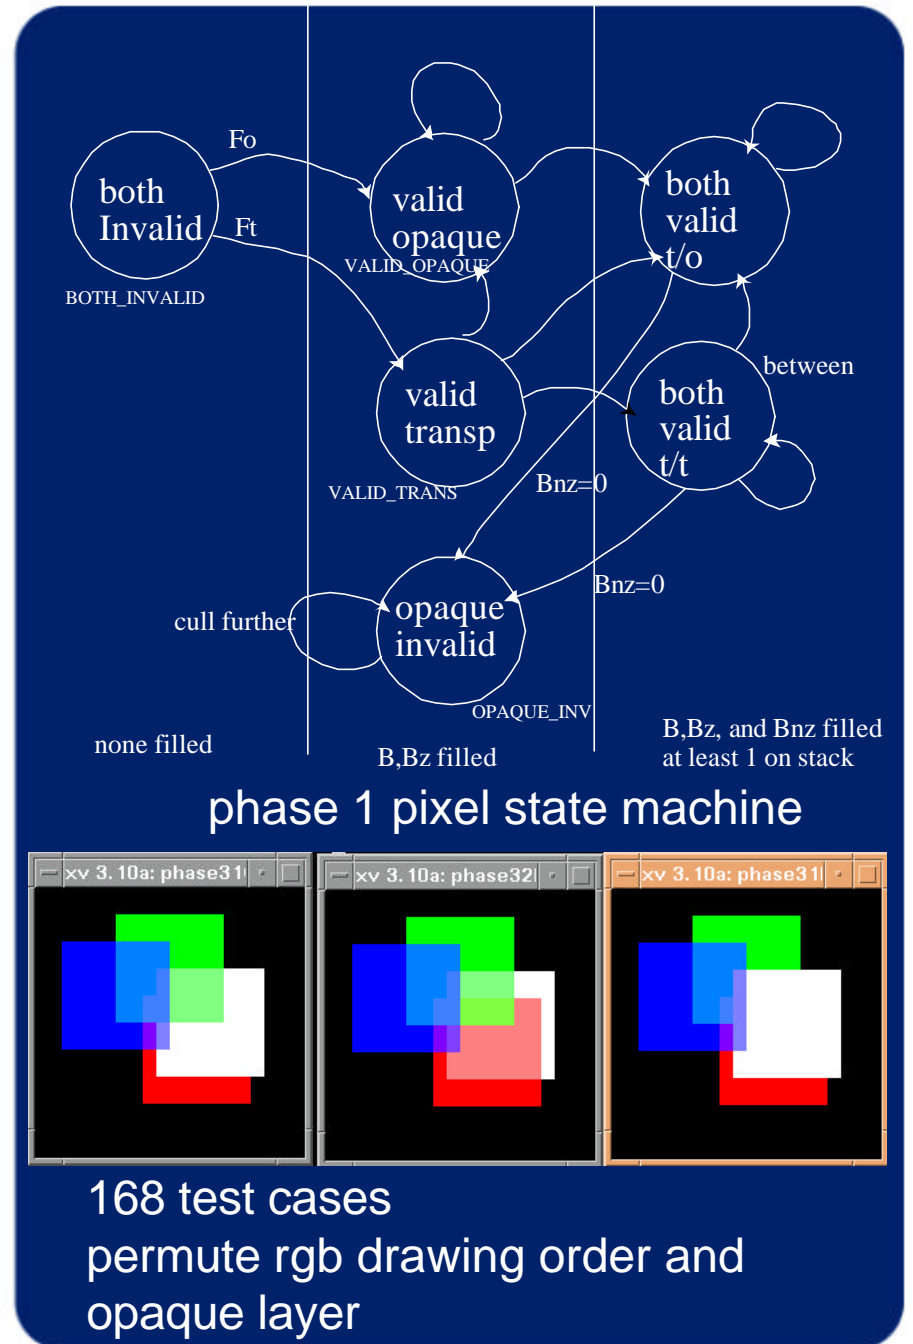 Fo
both
Invalid
Ft
BOTH_INVALID
valid
opaque
VALID_OPAQUE
both
valid
t/o
between
valid
transp
VALID_TRANS
both
valid
t/t
Bnz=0
Bnz=0
cull further
opaque
invalid
OPAQUE_INV
none filled
B,Bz filled
B,Bz, and Bnz filled
at least 1 on stack
phase 1 pixel state machine
xv 3.10a: phase31
xv 3.10a: phase32
xv 3.10a: phase31
168 test cases
permute rgb drawing order and
opaque layer